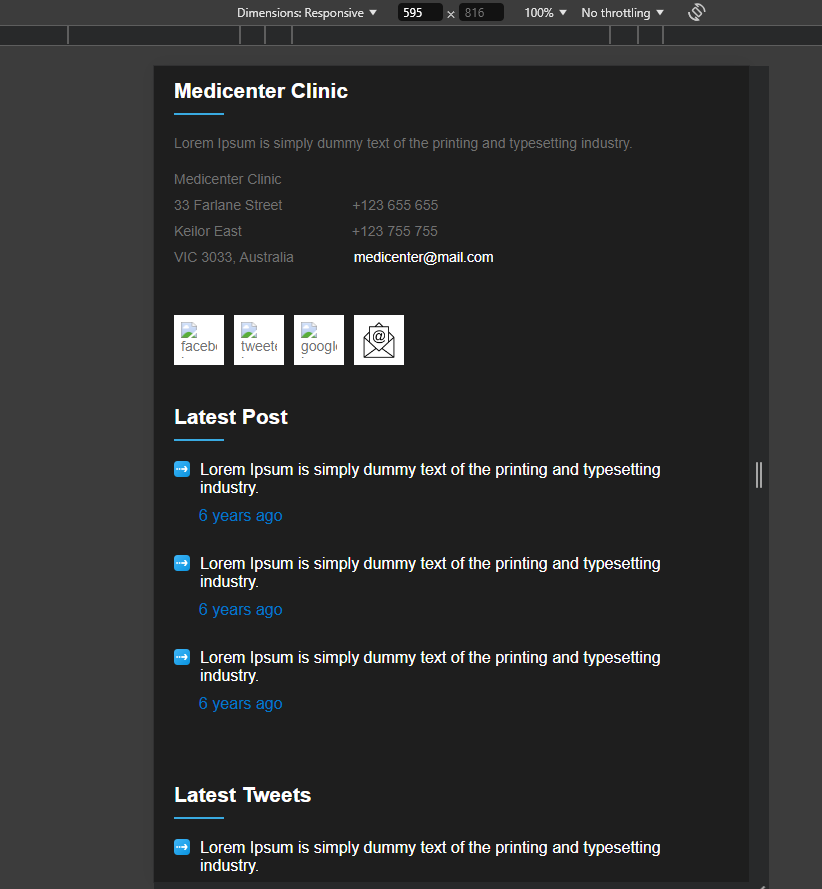 Dimensions: Responsive ▼ 595 × 816 100% ▼ No throttling ▼
Medicenter Clinic
Lorem Ipsum is simply dummy text of the printing and typesetting industry.
Medicenter Clinic
33 Farlane Street +123 655 655
Keilor East +123 755 755
VIC 3033, Australia medicenter@mail.com
faceb tweet googl @
Latest Post
Lorem Ipsum is simply dummy text of the printing and typesetting
industry.
6 years ago
Lorem Ipsum is simply dummy text of the printing and typesetting
industry.
6 years ago
Lorem Ipsum is simply dummy text of the printing and typesetting
industry.
6 years ago
Latest Tweets
Lorem Ipsum is simply dummy text of the printing and typesetting
industry.